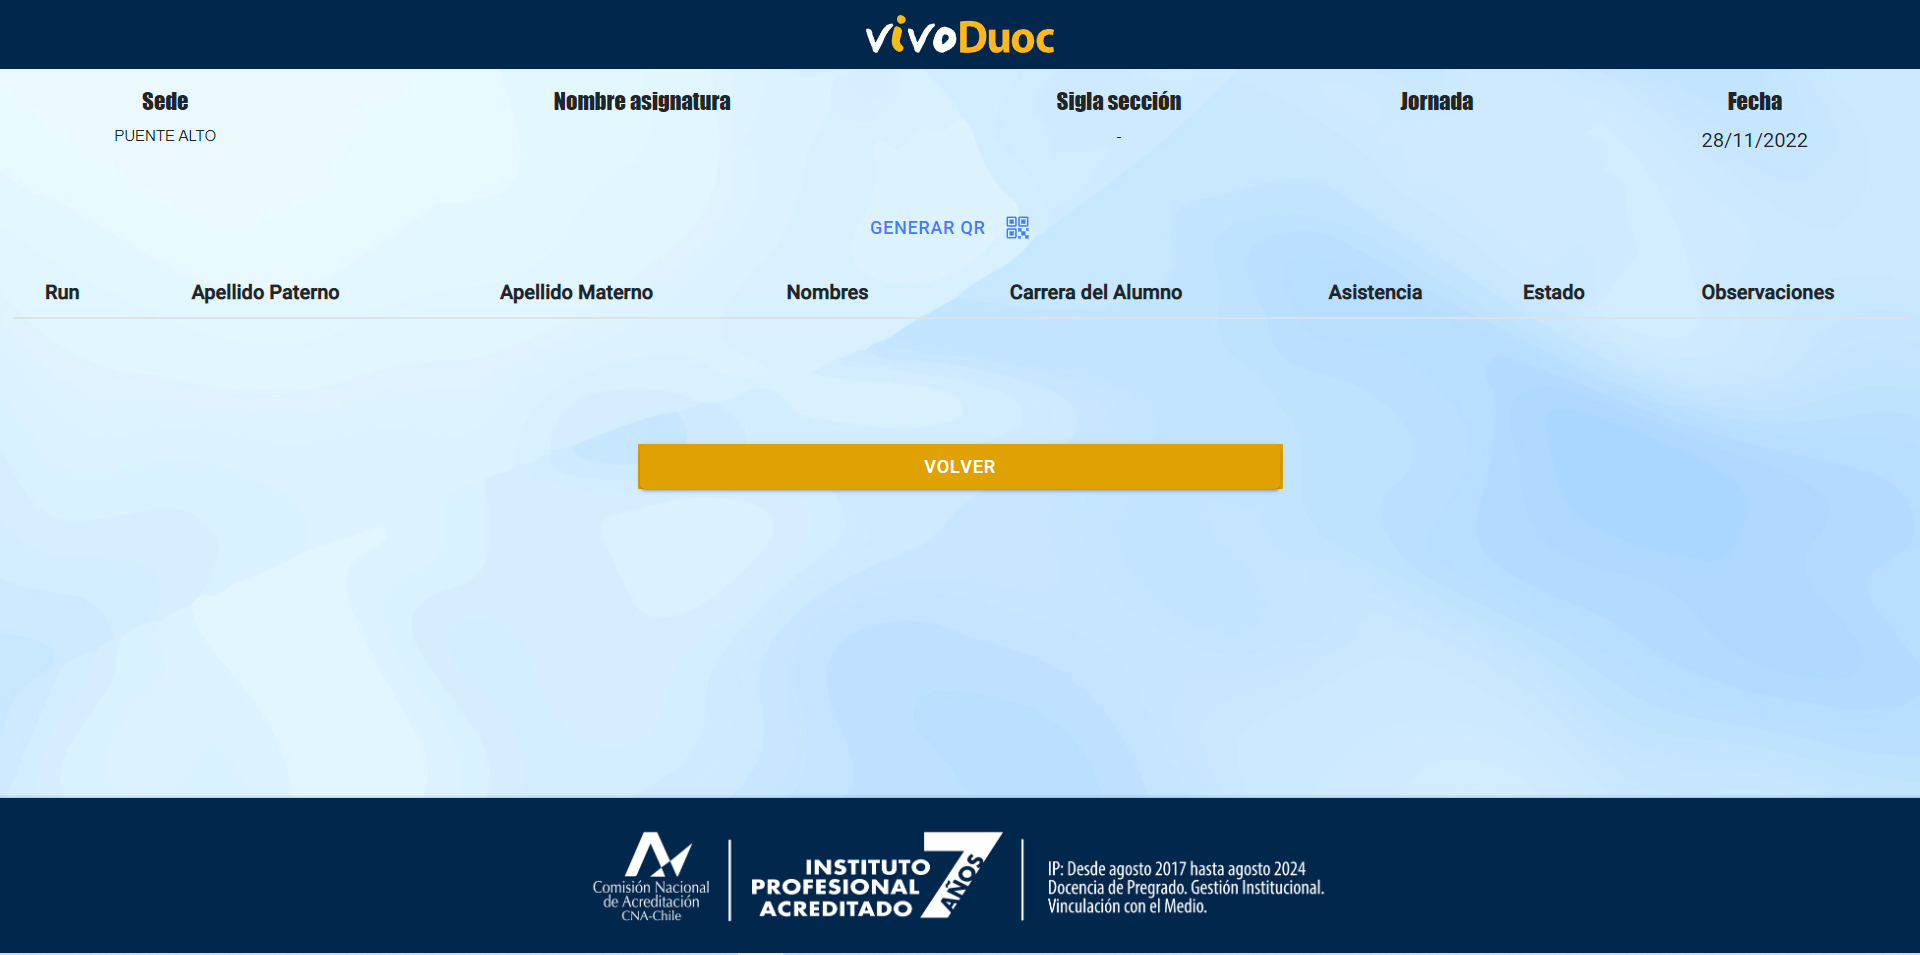 vivoDuoc
Sede
Nombre asignatura
Sigla sección
Jornada
Fecha
PUENTE ALTO
-
28/11/2022
GENERAR QR
Run
Apellido Paterno
Apellido Materno
Nombres
Carrera del Alumno
Asistencia
Estado
Observaciones
VOLVER
Comisión Nacional
de Acreditación
CNA-Chile
INSTITUTO
PROFESIONAL
ACREDITADO
7 AÑOS
IP: Desde agosto 2017 hasta agosto 2024
Docencia de Pregrado. Gestión Institucional.
Vinculación con el Medio.